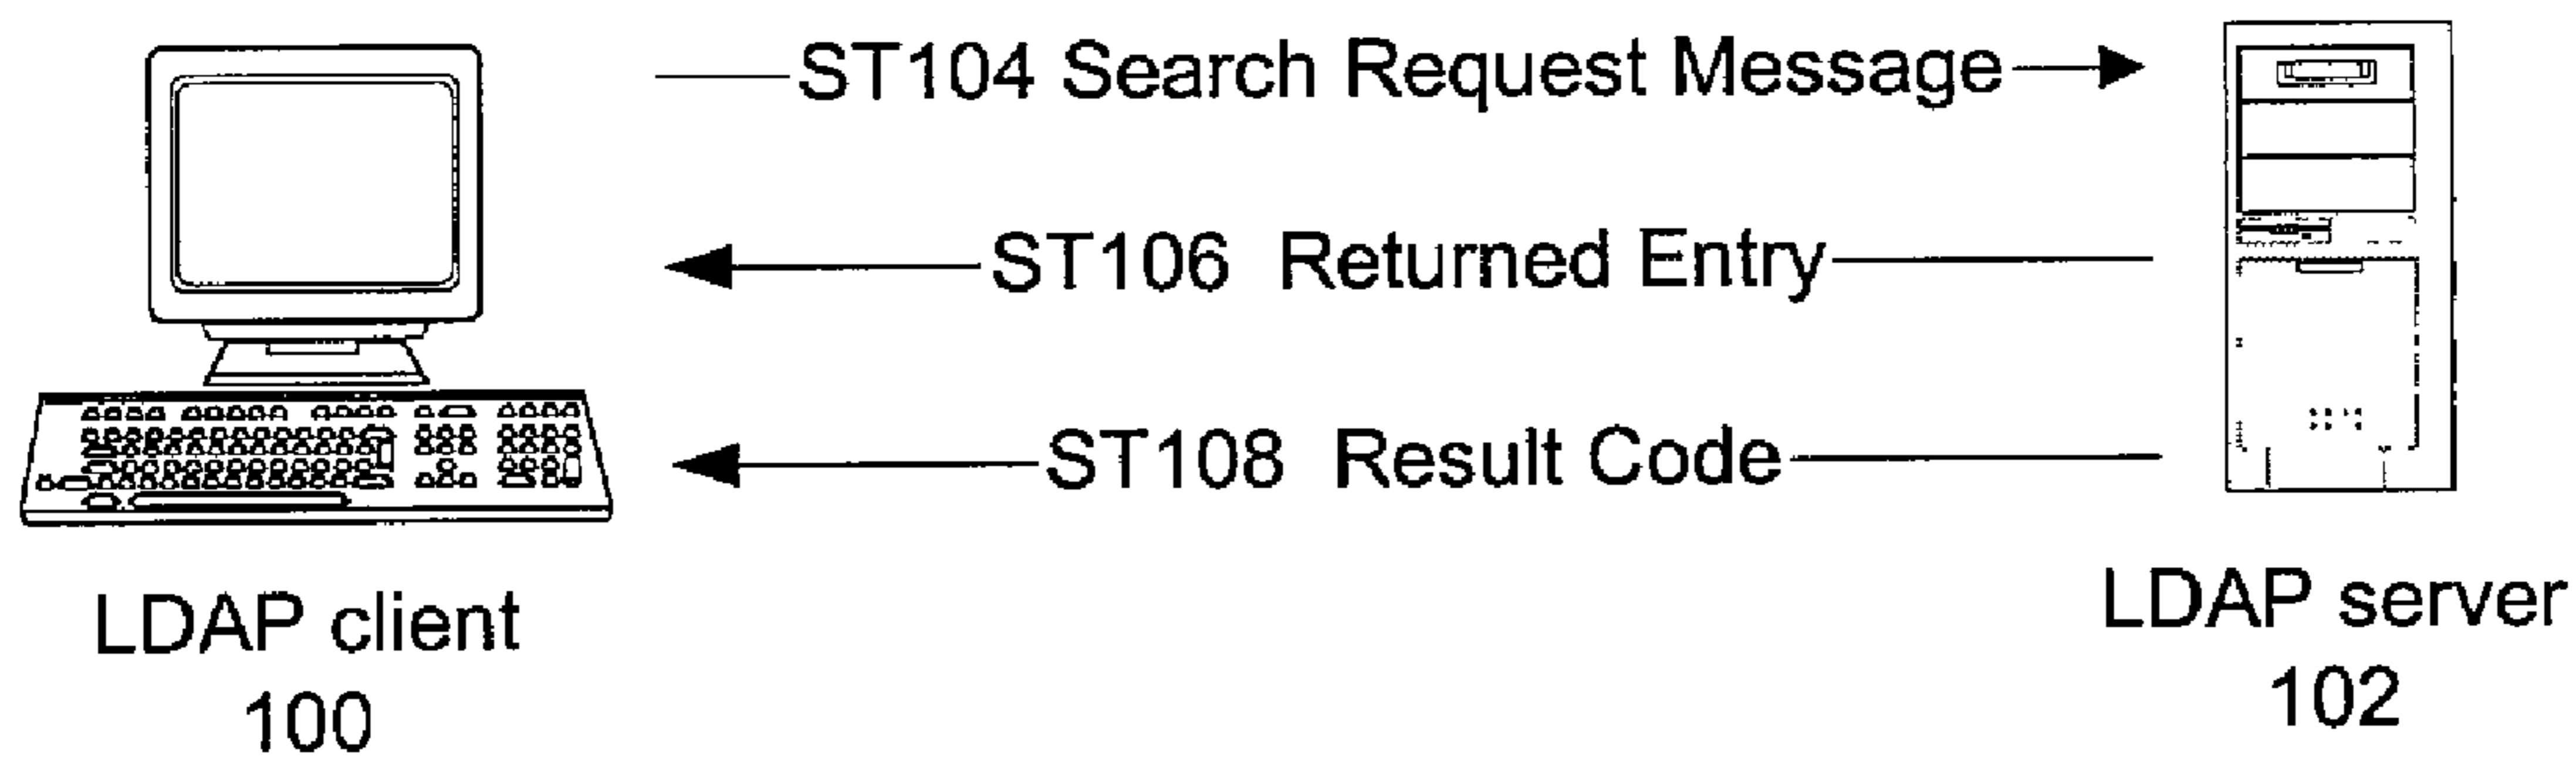 ST104 Search Request Message
ST106 Returned Entry
ST108 Result Code
LDAP client
100
LDAP server
102